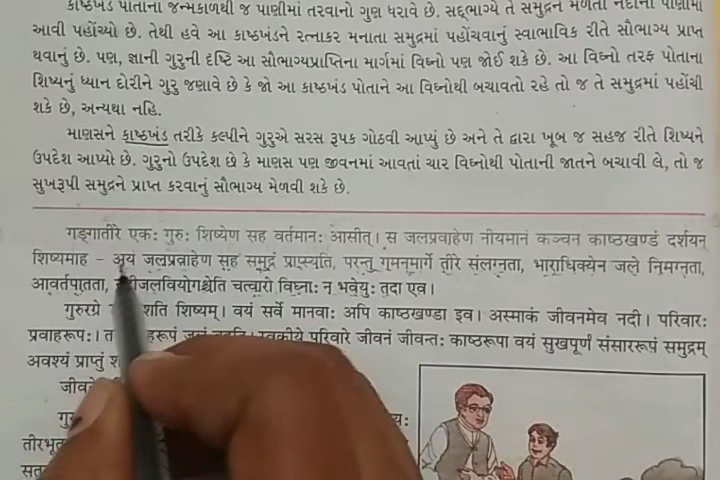 કાષ્ઠખંડ પોતાના જન્મકાળથી જ પાણીમાં તરવાનો ગુણ ધરાવે છે. સદ્ભાગ્યે તે સમુદ્રને મળતી નદીના પાણીમાં
આવી પહોંચ્યો છે. તેથી હવે આ કાષ્ઠખંડને રત્નાકર મનાતા સમુદ્રમાં પહોંચવાનું સ્વાભાવિક રીતે સૌભાગ્ય પ્રાપ્ત
થવાનું છે. પણ, જ્ઞાની ગુરુની દૃષ્ટિ આ સૌભાગ્યપ્રાપ્તિના માર્ગમાં વિઘ્નો પણ જોઈ શકે છે. આ વિઘ્નો તરફ પોતાના
શિષ્યનું ધ્યાન દોરીને ગુરુ જણાવે છે કે જો આ કાષ્ઠખંડ પોતાને આ વિઘ્નોથી બચાવતો રહે તો જ તે સમુદ્રમાં પહોંચી
શકે છે, અન્યથા નહિ.
માણસને કાષ્ઠખંડ તરીકે કલ્પીને ગુરુએ સરસ રૂપક ગોઠવી આપ્યું છે અને તે દ્વારા ખૂબ જ સહજ રીતે શિષ્યને
ઉપદેશ આપ્યો છે. ગુરુનો ઉપદેશ છે કે માણસ પણ જીવનમાં આવતાં ચાર વિઘ્નોથી પોતાની જાતને બચાવી લે, તો જ
સુખરૂપી સમુદ્રને પ્રાપ્ત કરવાનું સૌભાગ્ય મેળવી શકે છે.
गङ्गातीरे एकः गुरुः शिष्येण सह वर्तमानः आसीत्। स जलप्रवाहेण नीयमानं कञ्चन काष्ठखण्डं दर्शयन्
शिष्यमाह - अयं जलप्रवाहेण सह समुद्रं प्राप्स्यति, परन्तु गमनमार्गे तीरे संलग्नता, भाराधिक्येन जले निमग्नता,
आवर्तपातता, जलवियोगश्चेति चत्वारो विघ्नाः न भवेयुः तदा एव।
गुरुरग्रे शिष्यम्। वयं सर्वे मानवाः अपि काष्ठखण्डा इव। अस्माकं जीवनमेव नदी। परिवारः
प्रवाहरूपः। स्वकीये परिवारे जीवनं जीवन्तः काष्ठरूपा वयं सुखपूर्णं संसाररूपं समुद्रम्
अवश्यं प्राप्तुं